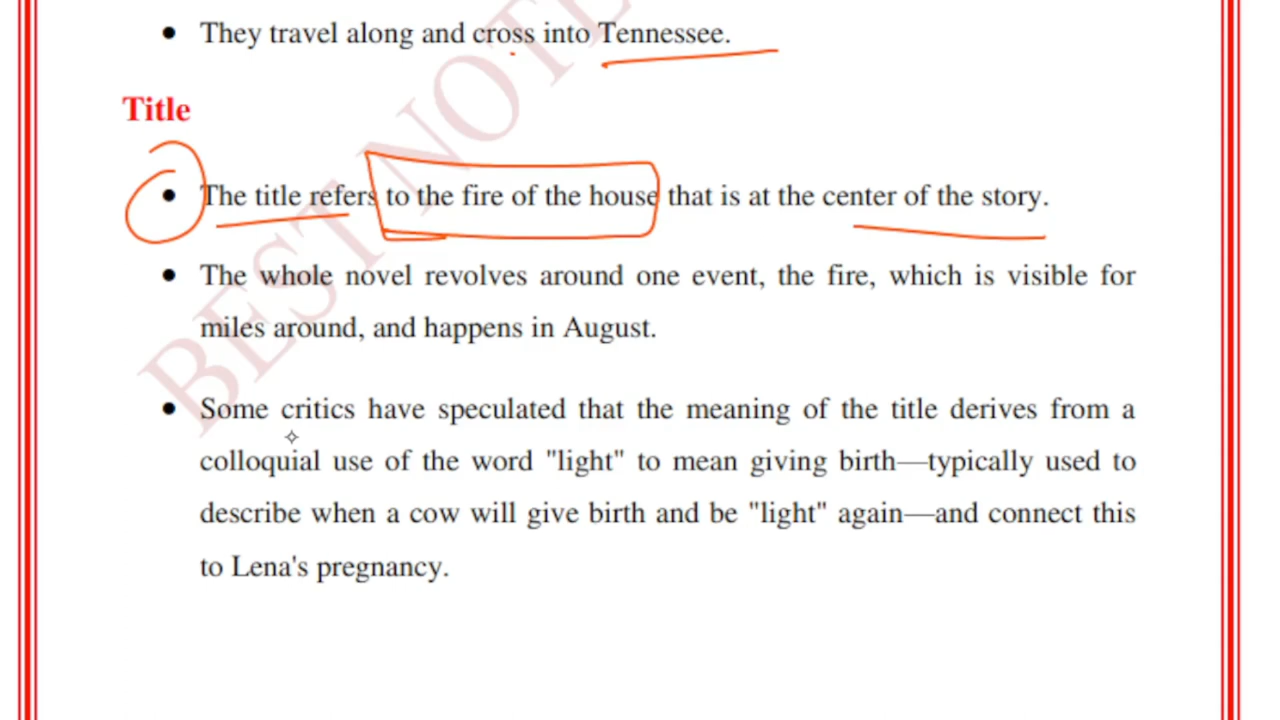 • They travel along and cross into Tennessee.
Title
• The title refers to the fire of the house that is at the center of the story.
• The whole novel revolves around one event, the fire, which is visible for
miles around, and happens in August.
• Some critics have speculated that the meaning of the title derives from a
colloquial use of the word "light" to mean giving birth—typically used to
describe when a cow will give birth and be "light" again—and connect this
to Lena's pregnancy.
BEST NOTE